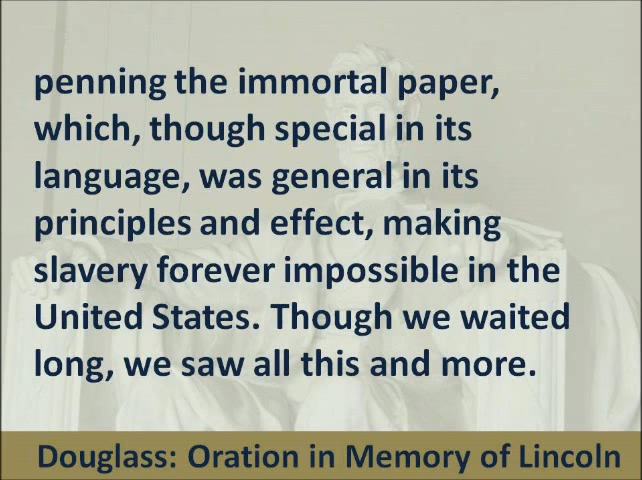 penning the immortal paper,
which, though special in its
language, was general in its
principles and effect, making
slavery forever impossible in the
United States. Though we waited
long, we saw all this and more.
Douglass: Oration in Memory of Lincoln